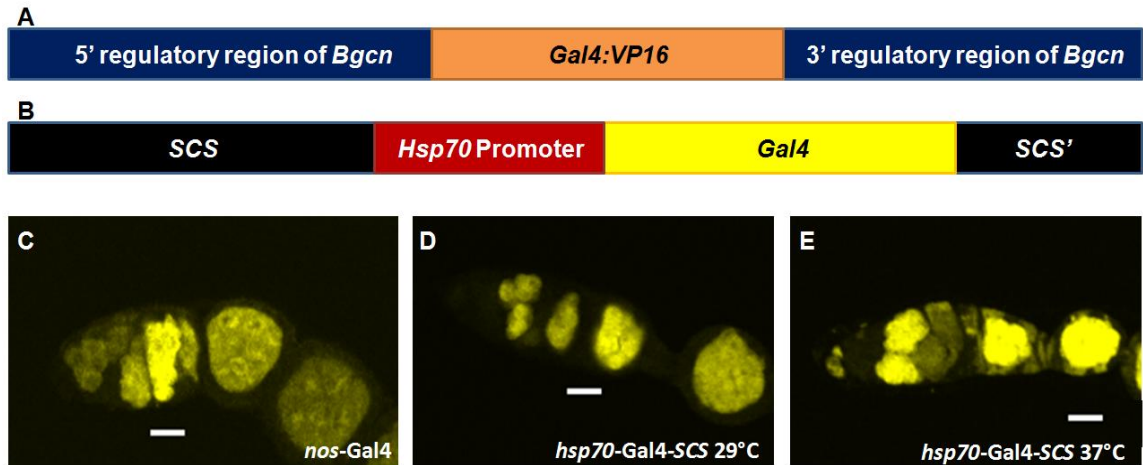 A
5’ regulatory region of Bgcn Gal4:VP16 3’ regulatory region of Bgcn
B
SCS Hsp70 Promoter Gal4 SCS’
C D E
nos-Gal4 hsp70-Gal4-SCS 29°C hsp70-Gal4-SCS 37°C